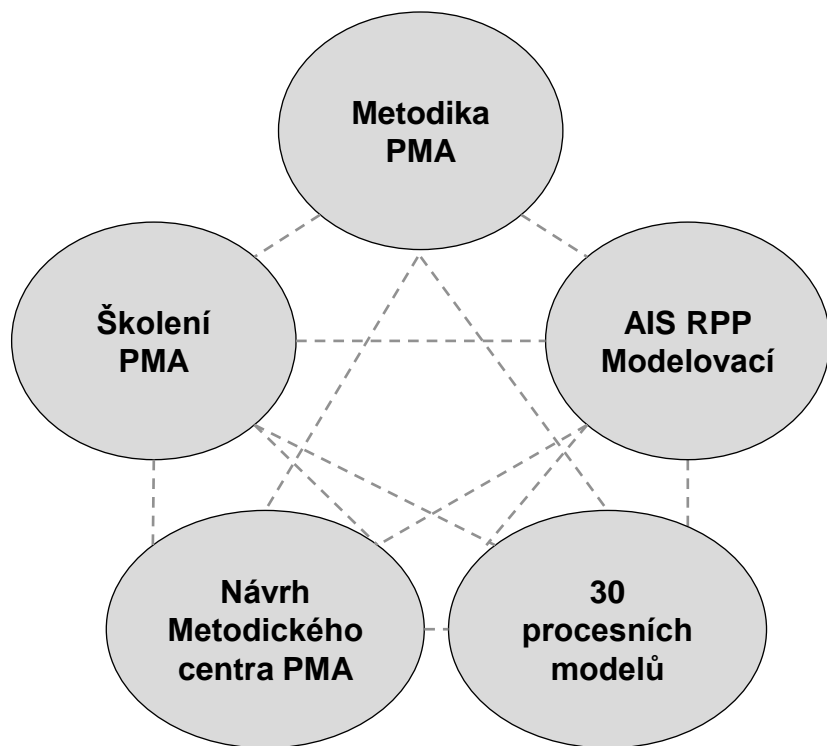 Metodika
PMA
Školení
PMA
AIS RPP
Modelovací
Návrh
Metodického
centra PMA
30
procesních
modelů